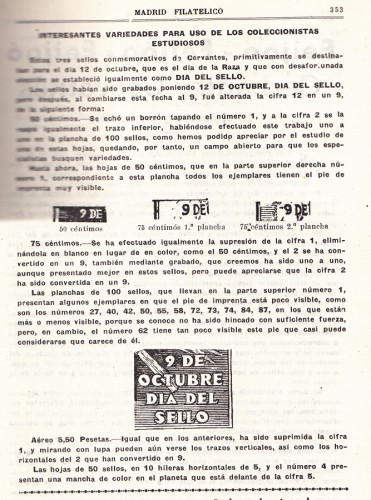 MADRID FILATELICO
353
INTERESANTES VARIEDADES PARA USO DE LOS COLECCIONISTAS
ESTUDIOSOS
Estos tres sellos conmemorativos de Cervantes, primitivamente se destina-
ban para el día 12 de octubre, que es el día de la Raza y que con desafor.unada
elección se estableció igualmente como DIA DEL SELLO.
Los sellos habían sido grabados poniendo 12 DE OCTUBRE, DIA DEL SELLO,
pero después, al cambiarse esta fecha al 9, fué alterada la cifra 12 en un 9,
de la siguiente forma:
50 céntimos.—Se echó un borrón tapando el número 1, y a la cifra 2 se la
tapó igualmente el trazo inferior, habiéndose efectuado este trabajo uno a
uno en la plancha de 100 sellos, como hemos podido apreciar por el estudio de
una de estas hojas, quedando, por tanto, un campo abierto para que los espe-
cialistas busquen variedades.
Hasta ahora, las hojas de 50 céntimos, que en la parte superior derecha nú-
mero 1, correspondiente a esta plancha todos los ejemplares tienen el pie de
imprenta muy visible.
9 DE
9 DE
9 DE
50 céntimos
75 céntimos 1.ª plancha
75 céntimos 2.ª plancha
75 céntimos.—Se ha efectuado igualmente la supresión de la cifra 1, elimi-
nándola en blanco en lugar de en color, como el 50 céntimos, y el 2 se ha con-
vertido en un 9, también mediante grabado, que creemos ha sido uno a uno,
aunque presentado mejor en estos sellos, pero puede apreciarse que la cifra 2
ha sido convertida en un 9.
Las planchas de 100 sellos, que llevan en la parte superior número 1,
presentan algunos ejemplares en que el pie de imprenta está poco visible, como
son los números 27, 40, 42, 50, 55, 58, 72, 73, 74, 84, 87, en los que están
más o menos visible, porque se conoce no ha sido hincado con suficiente fuerza,
pero, en cambio, el número 62 tiene tan poco visible este pie que casi puede
considerarse que carece de él.
9 DE
OCTUBRE
DIA DEL
SELLO
Aéreo 5,50 Pesetas.—Igual que en los anteriores, ha sido suprimida la cifra
1, y mirando con lupa pueden aún verse los trazos verticales, así como los ho-
rizontales del 2 que han convertido en 9.
Las hojas de 50 sellos, en 10 hileras horizontales de 5, y el número 4 presen-
tan una mancha de color en el planeta que está delante de la cifra 5.